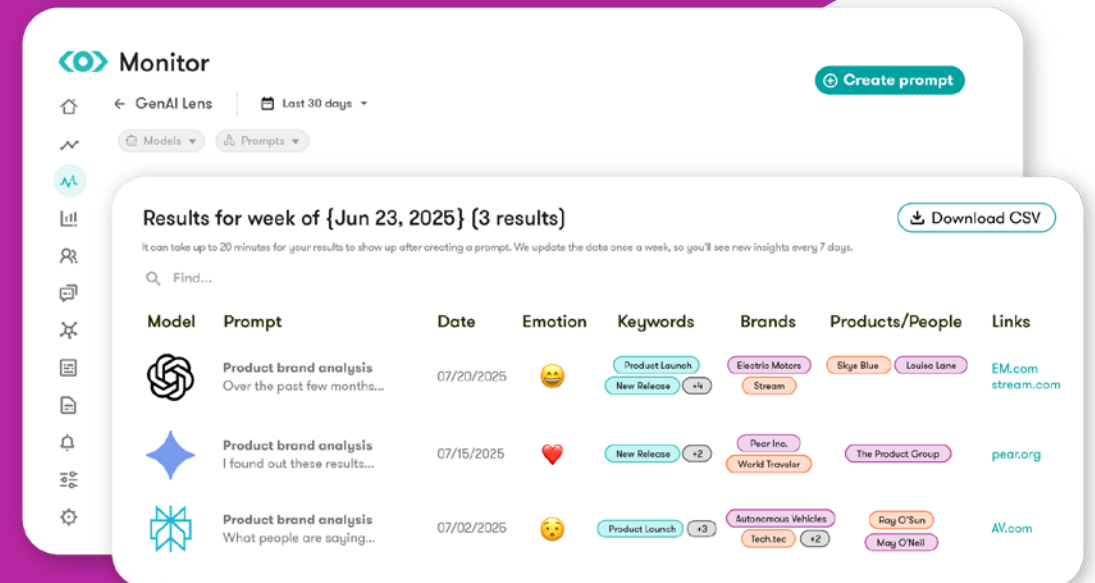 Monitor
Create prompt
GenAI Lens
Last 30 days
Models
Prompts
Results for week of {Jun 23, 2025} (3 results)
Download CSV
It can take up to 20 minutes for your results to show up after creating a prompt. We update the data once a week, so you'll see new insights every 7 days.
Find...
Model Prompt Date Emotion Keywords Brands Products/People Links
Product brand analysis
Over the past few months...
07/20/2025
Product Launch
New Release +4
Electric Motors
Stream
Skye Blue Louise Lane
EM.com
stream.com
Product brand analysis
I found out these results...
07/15/2025
New Release +2
Pear Inc.
World Traveler
The Product Group
pear.org
Product brand analysis
What people are saying...
07/02/2025
Product Launch +3
Autonomous Vehicles
Tech.tec +2
Ray O'Sun
May O'Neil
AV.com